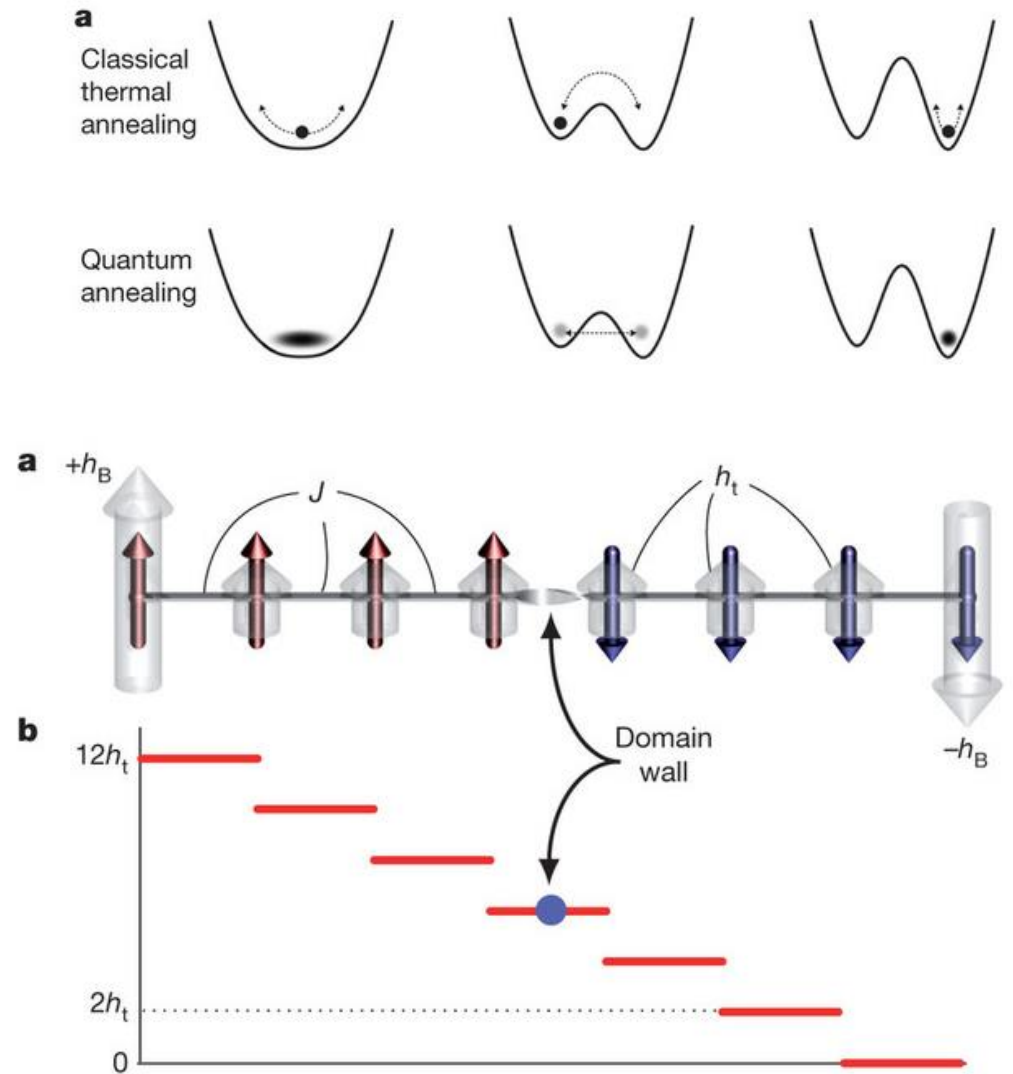 a
Classical
thermal
annealing
Quantum
annealing
a
+hB
J
ht
b
12ht
Domain
wall
–hB
2ht
0